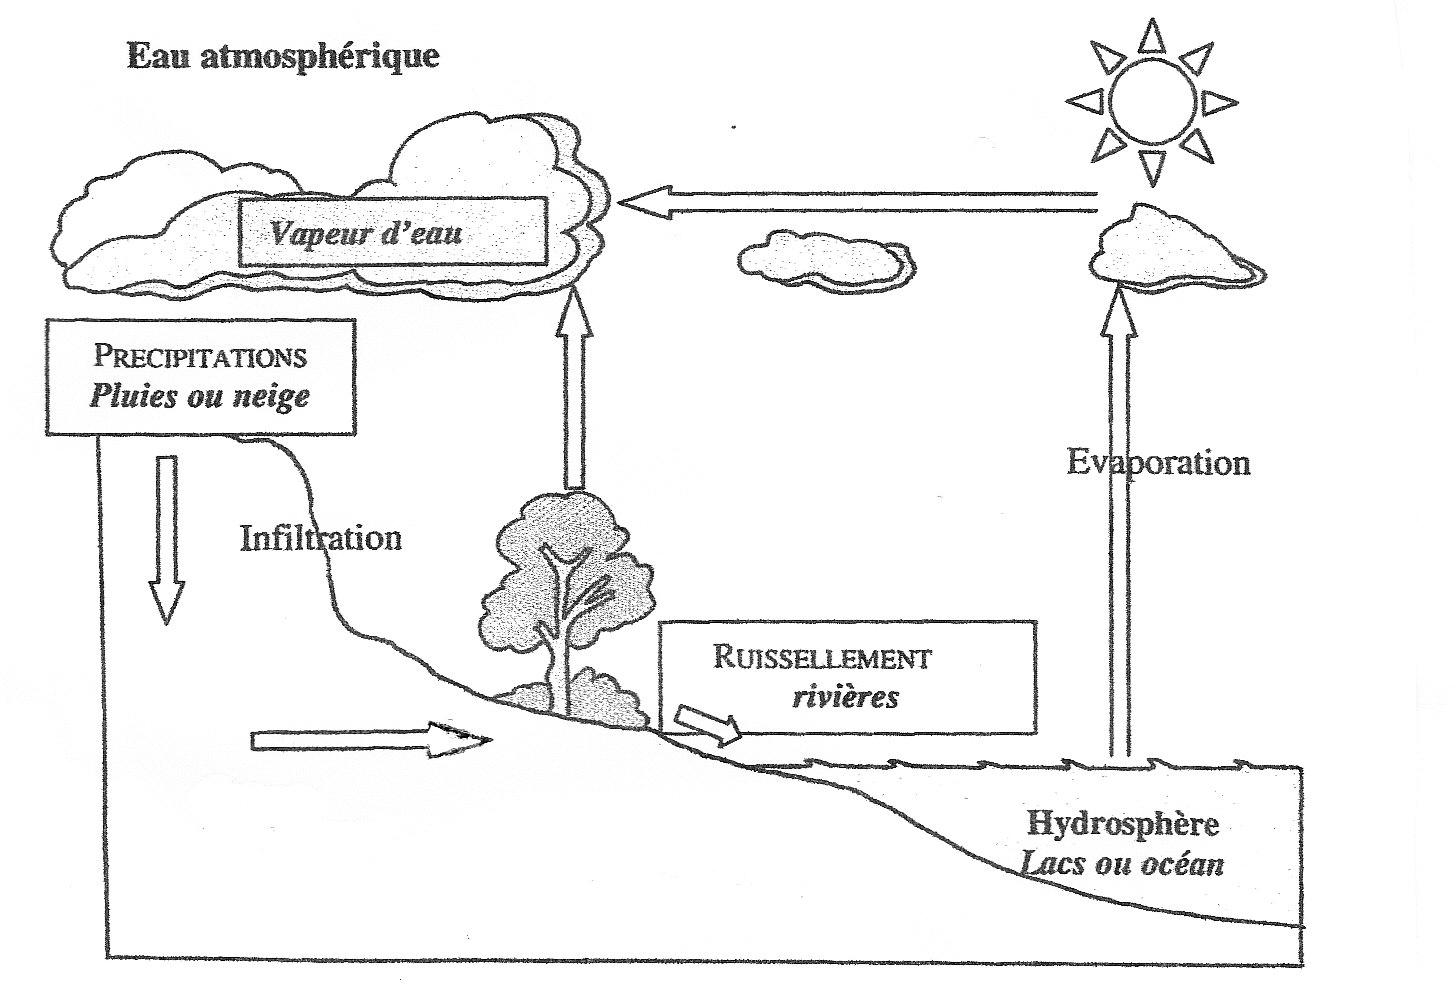 Eau atmosphérique
Vapeur d'eau
PRECIPITATIONS
Pluies ou neige
Evaporation
Infiltration
RUISSELLEMENT
rivières
Hydrosphère
Lacs ou océan